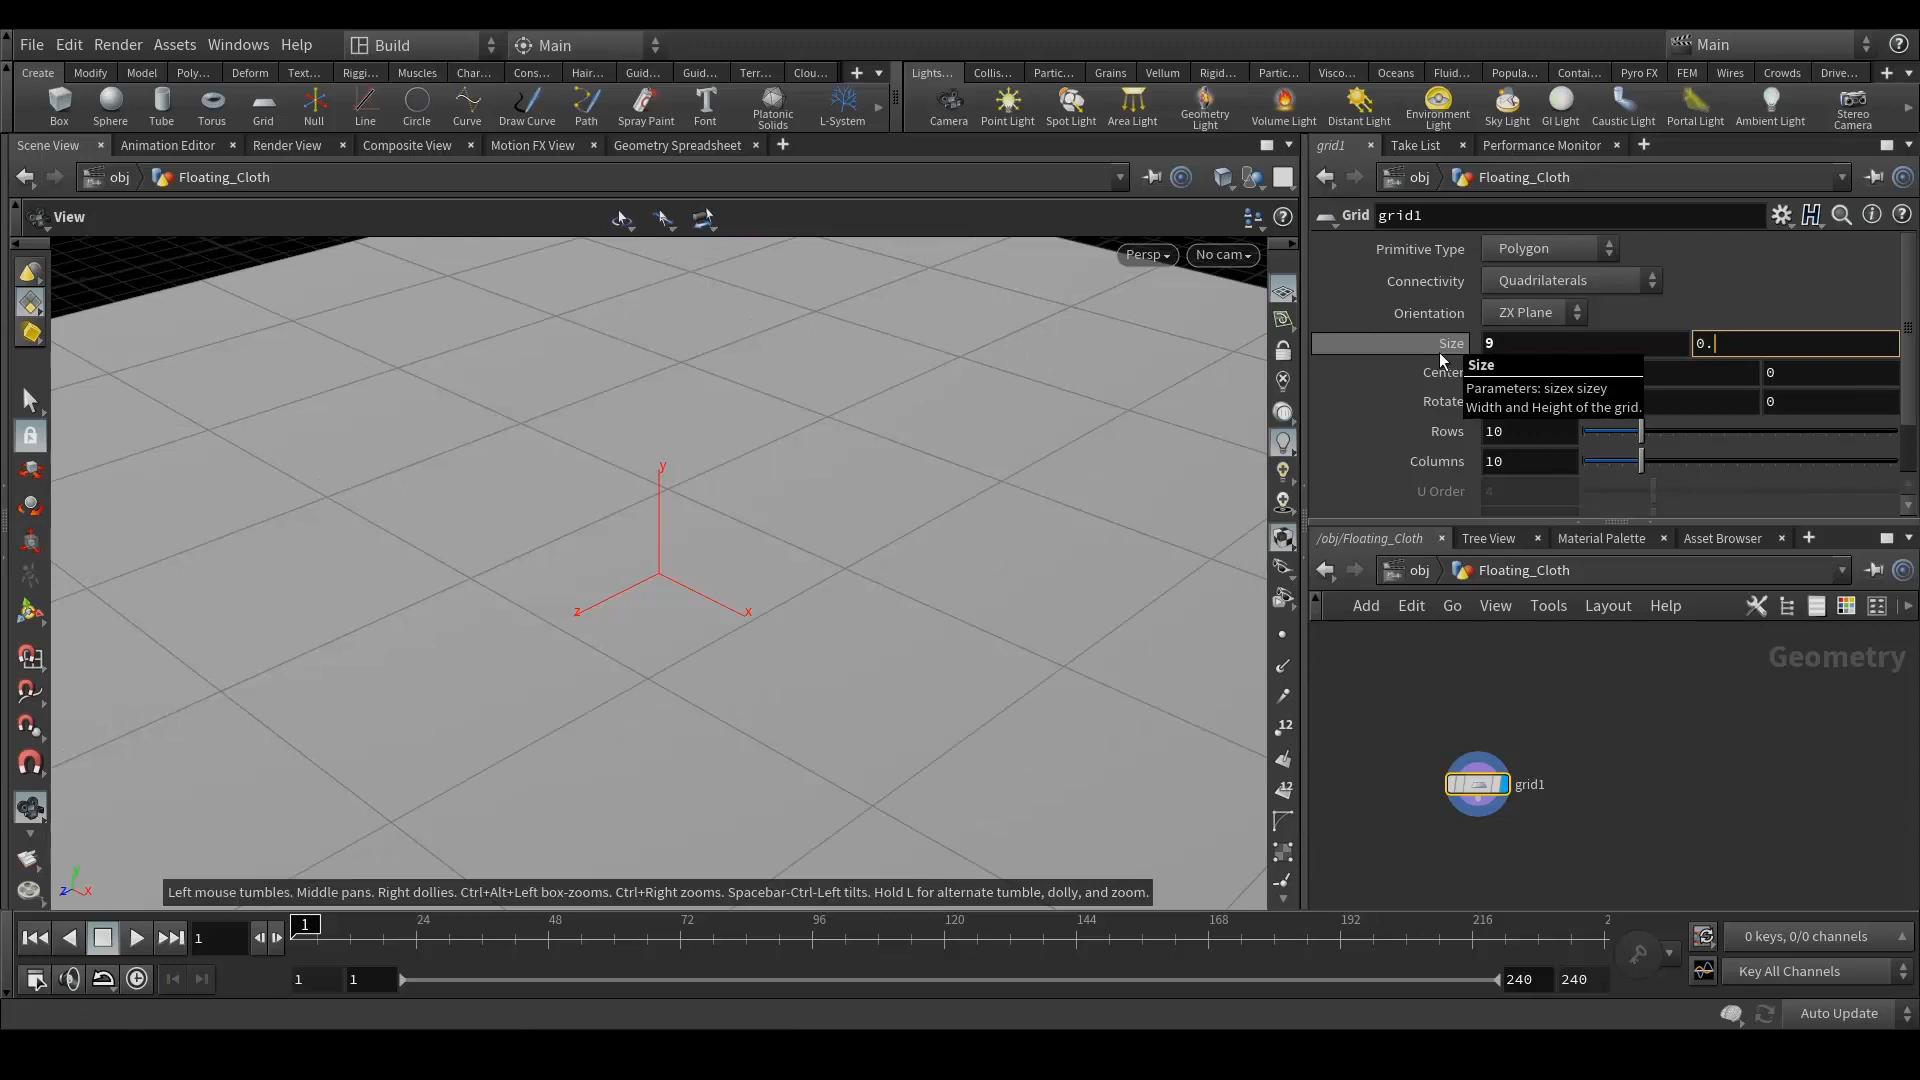 File Edit Render Assets Windows Help Build Main Main
Create Modify Model Poly... Deform Text... Riggi... Muscles Char... Cons... Hair... Guid... Guid... Terr... Clou... Lights... Collis... Partic... Grains Vellum Rigid... Partic... Visco... Oceans Fluid... Popula... Contai... Pyro FX FEM Wires Crowds Drive...
Box Sphere Tube Torus Grid Null Line Circle Curve Draw Curve Path Spray Paint Font Platonic Solids L-System Camera Point Light Spot Light Area Light Geometry Light Volume Light Distant Light Environment Light Sky Light GI Light Caustic Light Portal Light Ambient Light Stereo Camera
Scene View Animation Editor Render View Composite View Motion FX View Geometry Spreadsheet
obj Floating_Cloth
View
Persp No cam
y
z x
12
12
y
z x
Left mouse tumbles. Middle pans. Right dollies. Ctrl+Alt+Left box-zooms. Ctrl+Right zooms. Spacebar-Ctrl-Left tilts. Hold L for alternate tumble, dolly, and zoom.
grid1 Take List Performance Monitor
obj Floating_Cloth
Grid grid1
Primitive Type Polygon
Connectivity Quadrilaterals
Orientation ZX Plane
Size 9 0.
Size
Parameters: sizex sizey
Width and Height of the grid.
Center 0
Rotate 0
Rows 10
Columns 10
U Order 4
/obj/Floating_Cloth Tree View Material Palette Asset Browser
obj Floating_Cloth
Add Edit Go View Tools Layout Help
Geometry
grid1
1 1 24 48 72 96 120 144 168 192 216 2
0 keys, 0/0 channels
1 1 240 240
Key All Channels
Auto Update